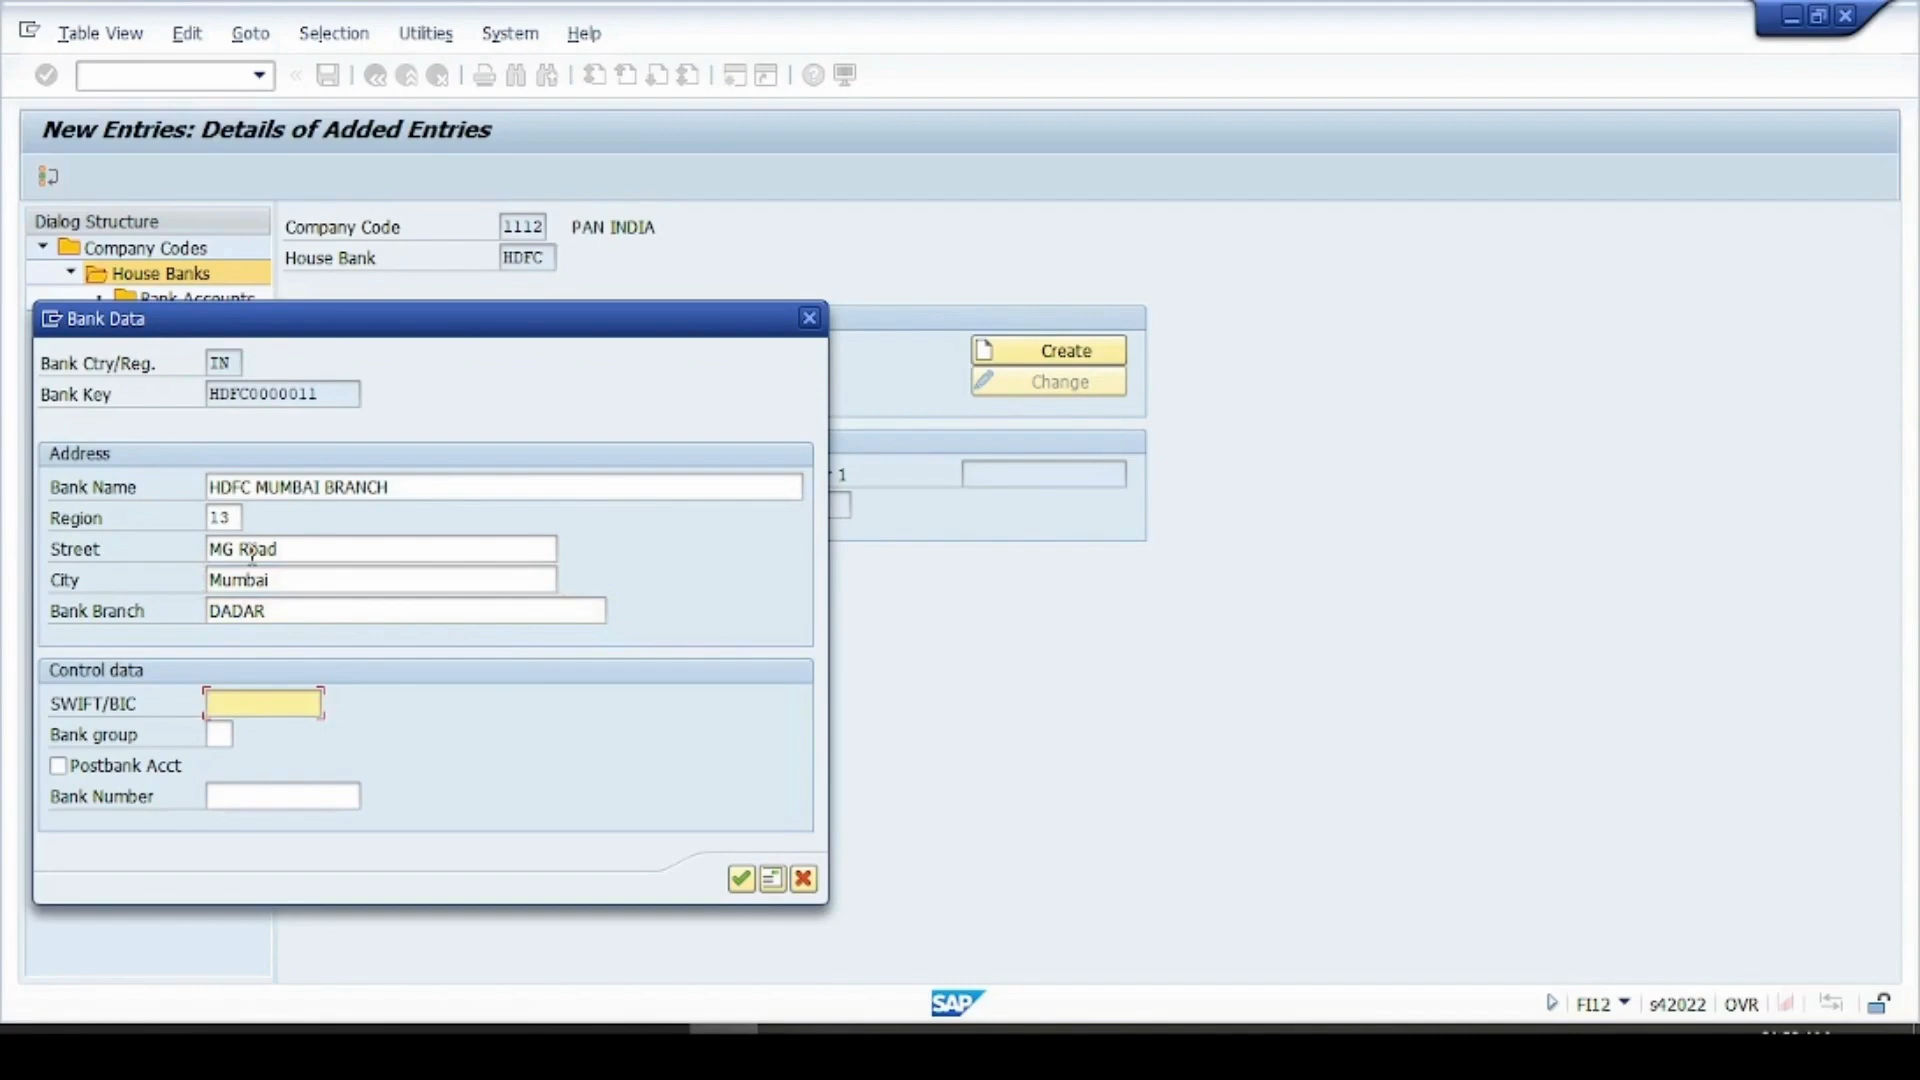 Table View Edit Goto Selection Utilities System Help
New Entries: Details of Added Entries
Dialog Structure
Company Codes
House Banks
Bank Accounts
Company Code 1112 PAN INDIA
House Bank HDFC
Create
Change
1
Bank Data
Bank Ctry/Reg. IN
Bank Key HDFC0000011
Address
Bank Name HDFC MUMBAI BRANCH
Region 13
Street MG Road
City Mumbai
Bank Branch DADAR
Control data
SWIFT/BIC
Bank group
Postbank Acct
Bank Number
SAP
FI12 s42022 OVR